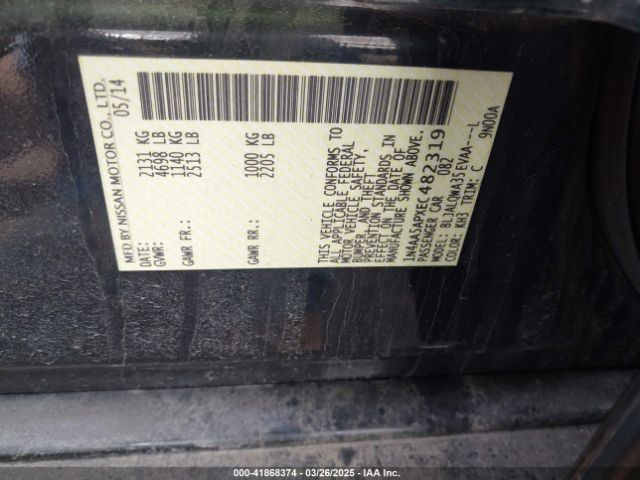 MFD BY NISSAN MOTOR CO., LTD.
DATE: 05/14
GVWR: 2131 KG
4698 LB
GAWR FR.: 1140 KG
2513 LB
GAWR RR.: 1000 KG
2205 LB
THIS VEHICLE CONFORMS TO
ALL APPLICABLE FEDERAL
MOTOR VEHICLE SAFETY,
BUMPER, AND THEFT
PREVENTION STANDARDS IN
EFFECT ON THE DATE OF
MANUFACTURE SHOWN ABOVE.
1N4AA5APXEC482319
PASSENGER CAR 0B2
MODEL: BLJALOWA35EVAA---L
COLOR: KH3 TRIM: C 9N00A
000-41868374 | 03/26/2025 | IAA Inc.